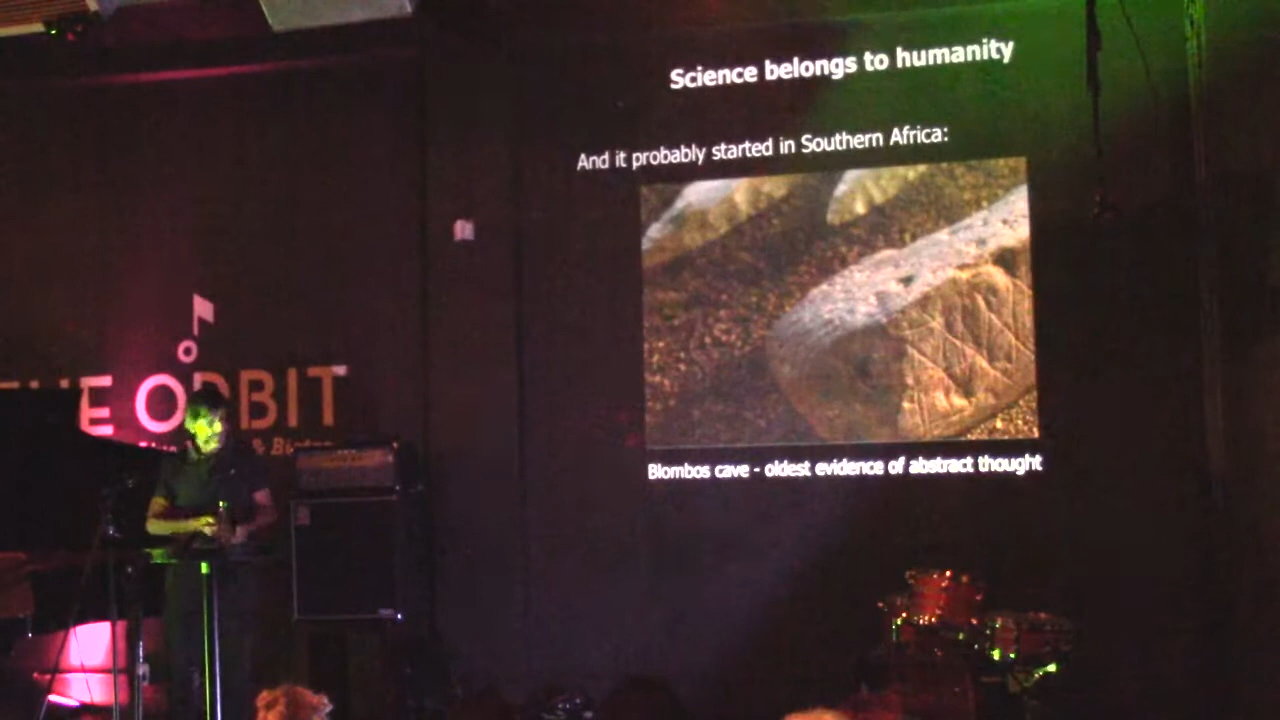 Science belongs to humanity
And it probably started in Southern Africa:
Blombos cave - oldest evidence of abstract thought
THE ORBIT
& Bistro